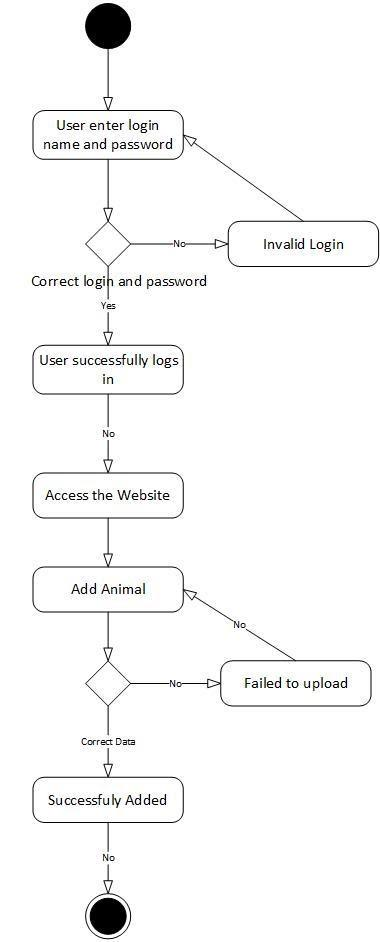 User enter login
name and password
No
Invalid Login
Correct login and password
Yes
User successfully logs
in
No
Access the Website
Add Animal
No
No
Failed to upload
Correct Data
Successfuly Added
No